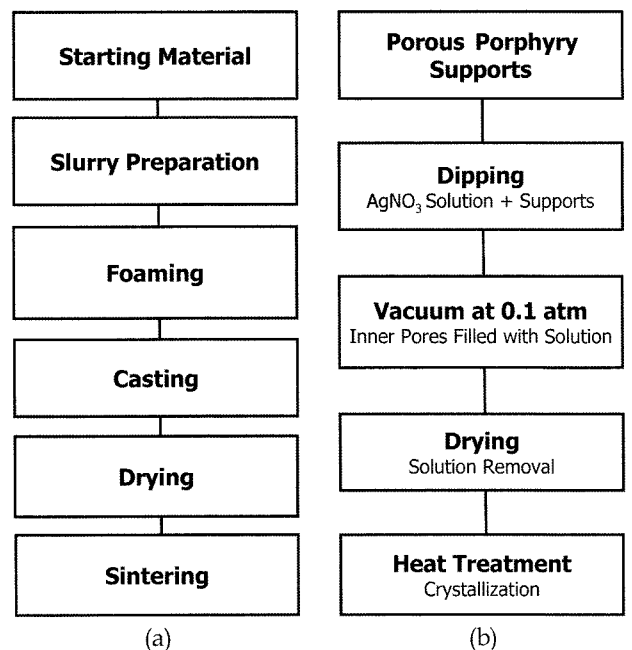 Starting Material
Slurry Preparation
Foaming
Casting
Drying
Sintering
(a)
Porous Porphyry
Supports
Dipping
AgNO₃ Solution + Supports
Vacuum at 0.1 atm
Inner Pores Filled with Solution
Drying
Solution Removal
Heat Treatment
Crystallization
(b)